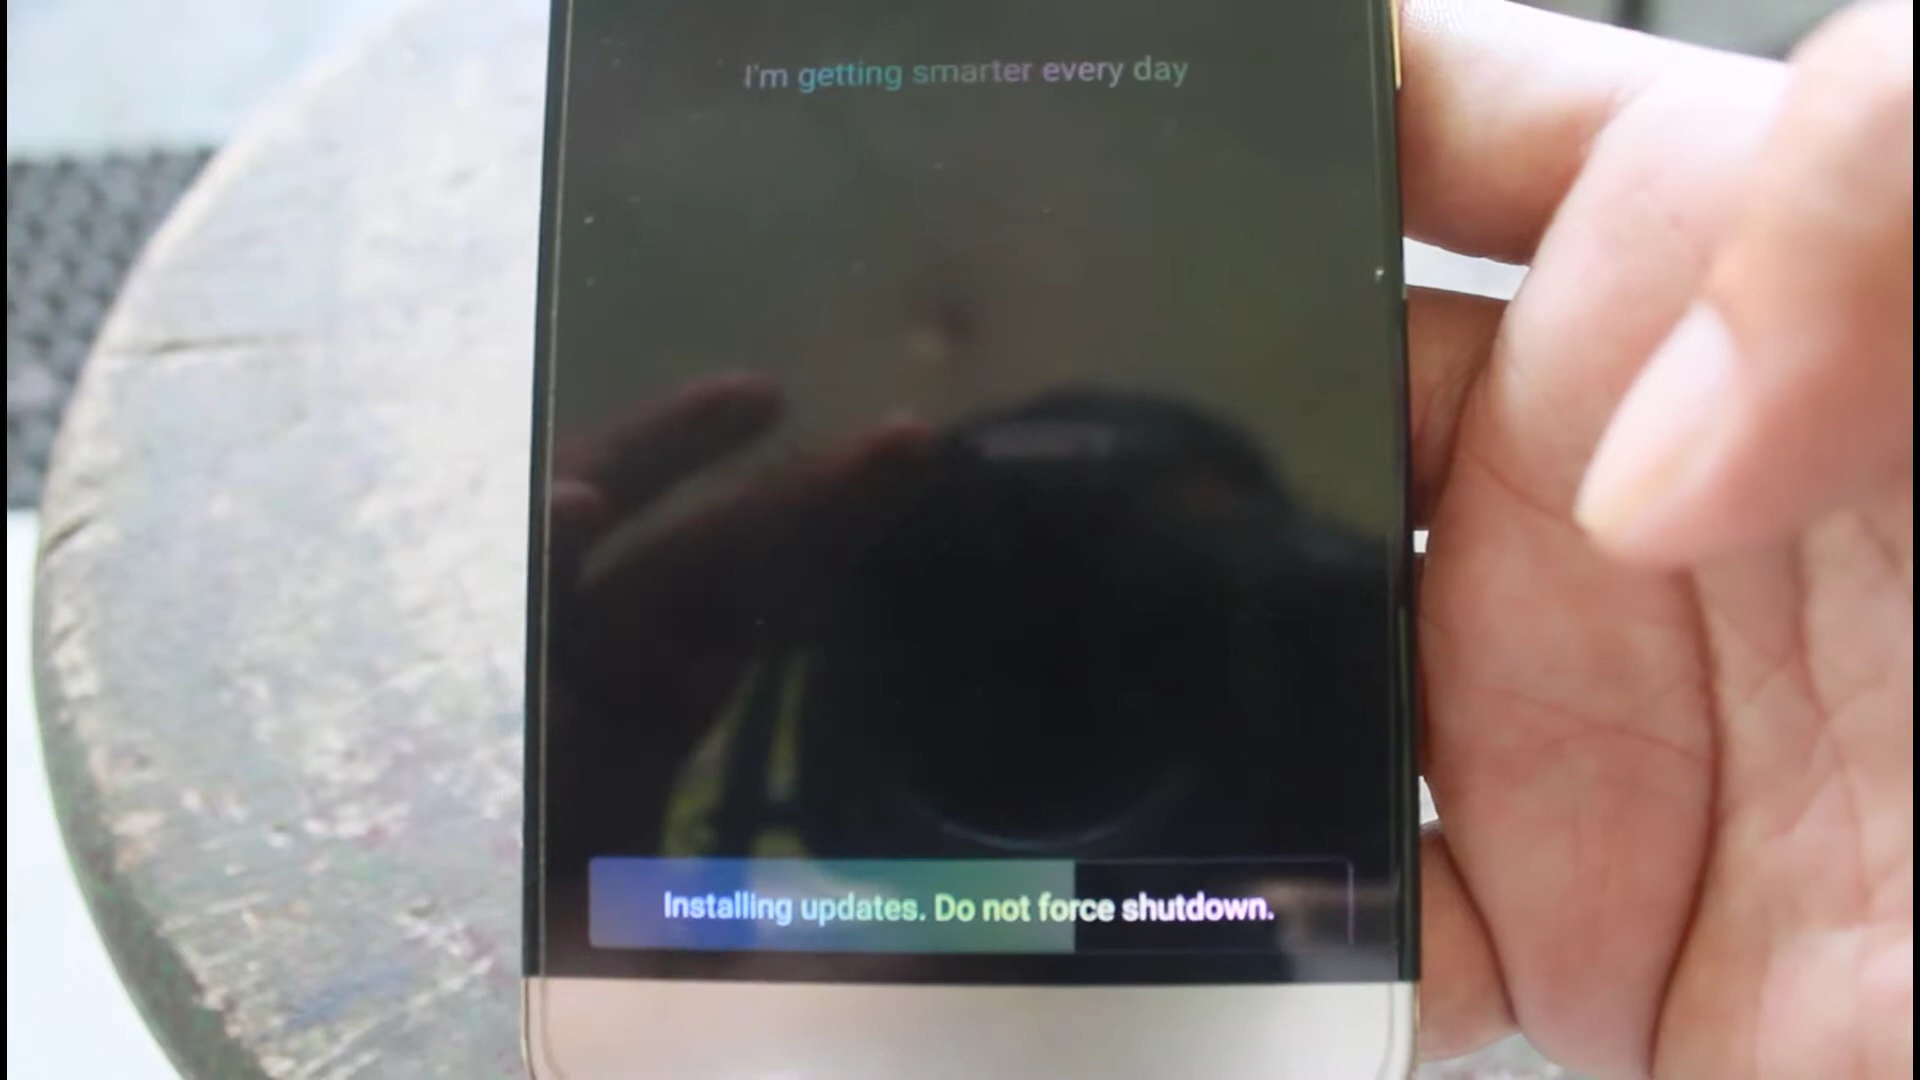 I'm getting smarter every day
Installing updates. Do not force shutdown.